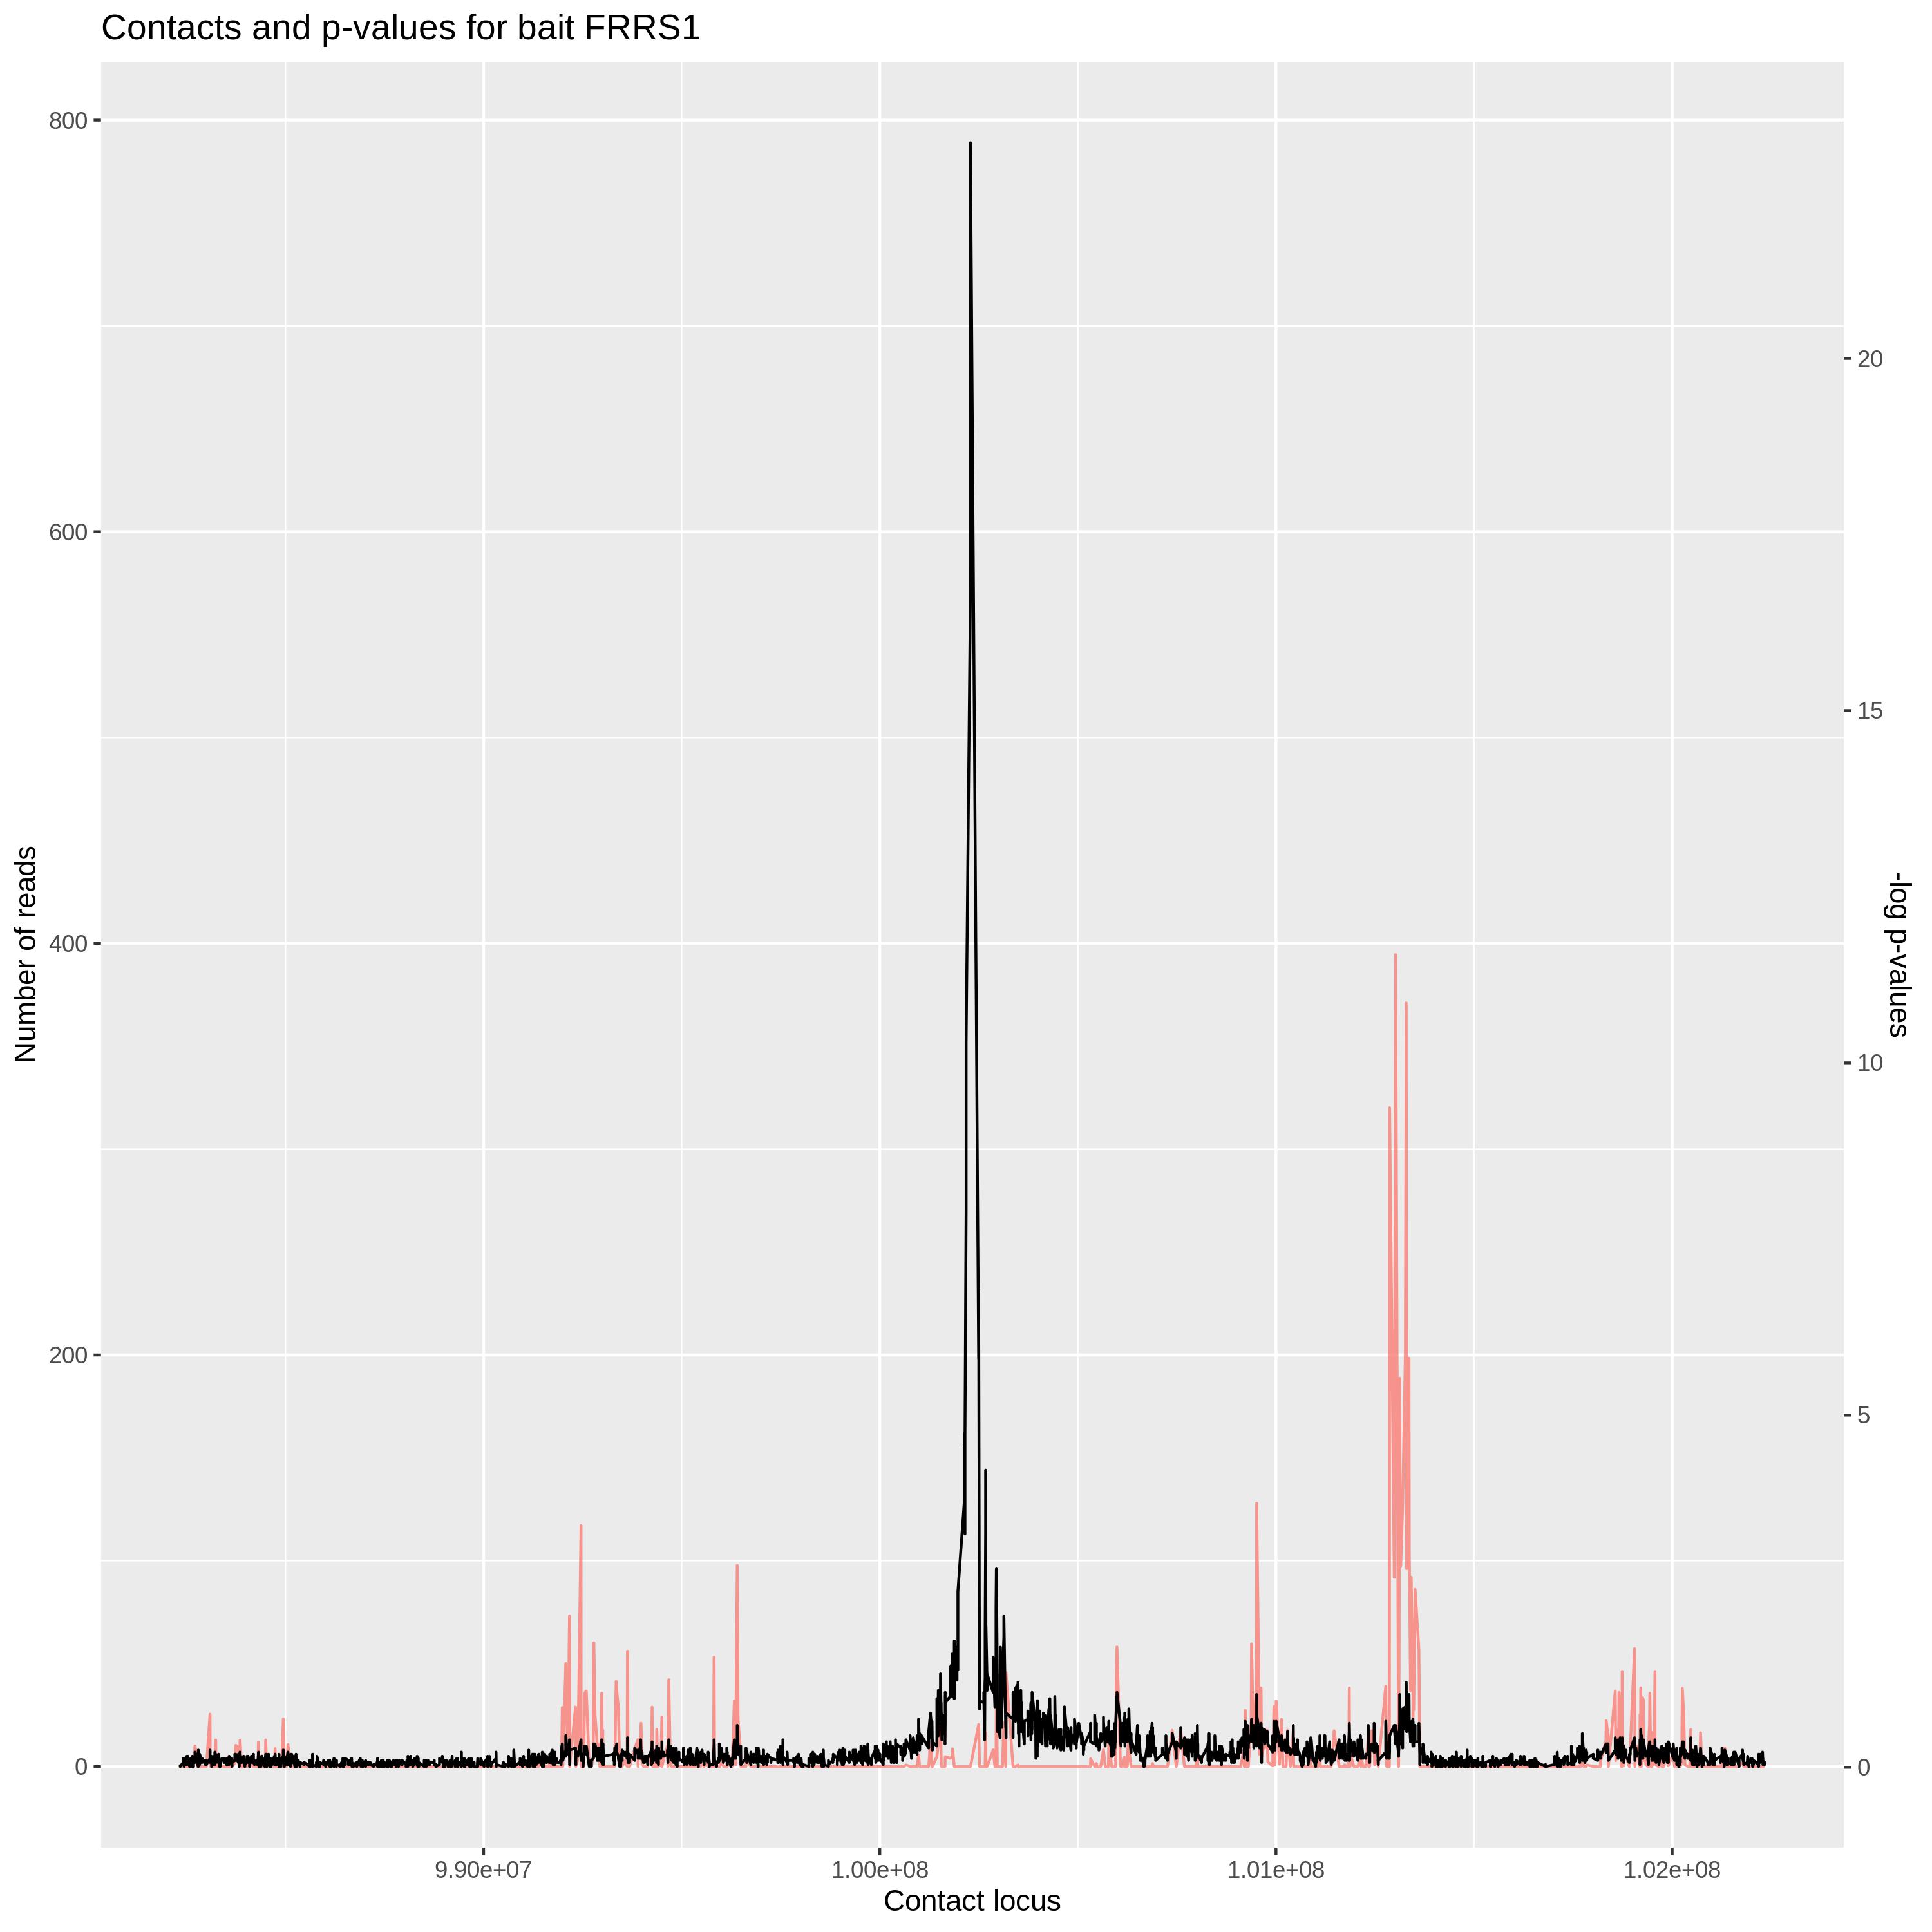 Contacts and p-values for bait FRRS1
800
600
400
200
0
Number of reads
20
15
10
5
0
-log p-values
9.90e+07
1.00e+08
1.01e+08
1.02e+08
Contact locus